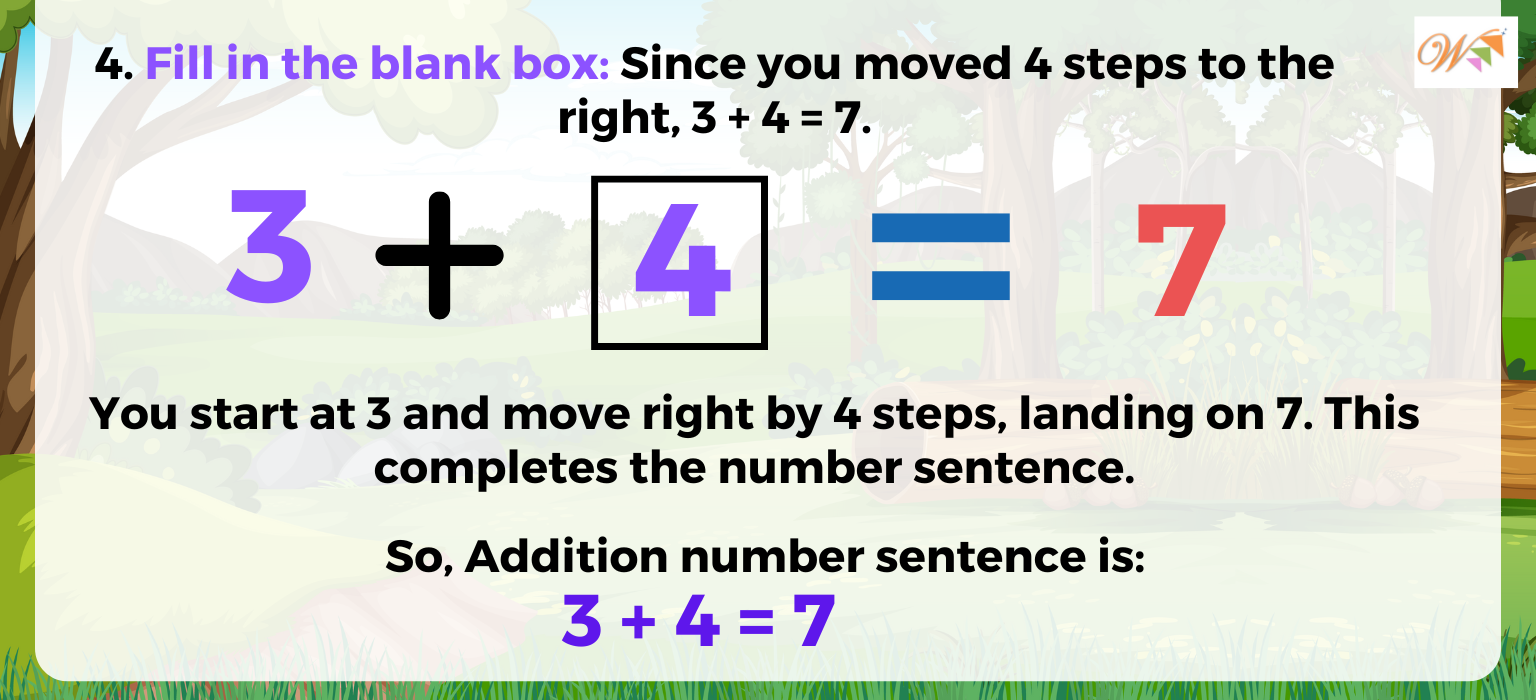 4. Fill in the blank box: Since you moved 4 steps to the
right, 3 + 4 = 7.
3 + 4 = 7
You start at 3 and move right by 4 steps, landing on 7. This
completes the number sentence.
So, Addition number sentence is:
3 + 4 = 7
W